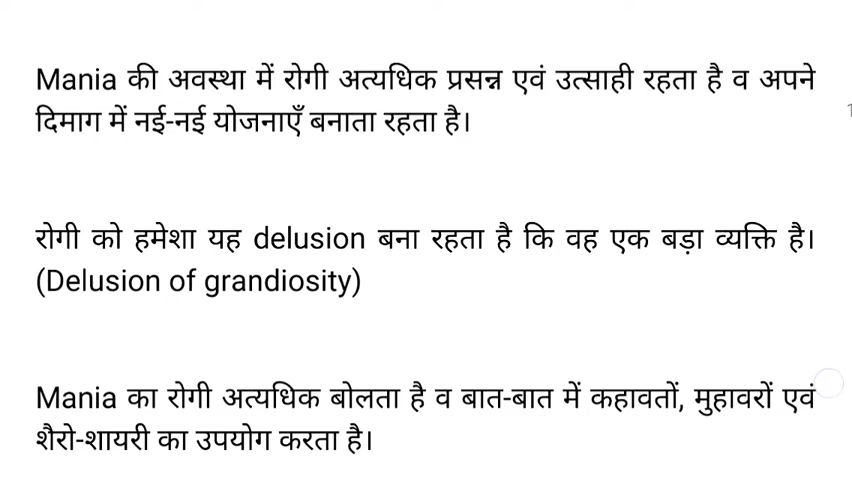 Mania की अवस्था में रोगी अत्यधिक प्रसन्न एवं उत्साही रहता है व अपने
दिमाग में नई-नई योजनाएँ बनाता रहता है।
रोगी को हमेशा यह delusion बना रहता है कि वह एक बड़ा व्यक्ति है।
(Delusion of grandiosity)
Mania का रोगी अत्यधिक बोलता है व बात-बात में कहावतों, मुहावरों एवं
शैरो-शायरी का उपयोग करता है।